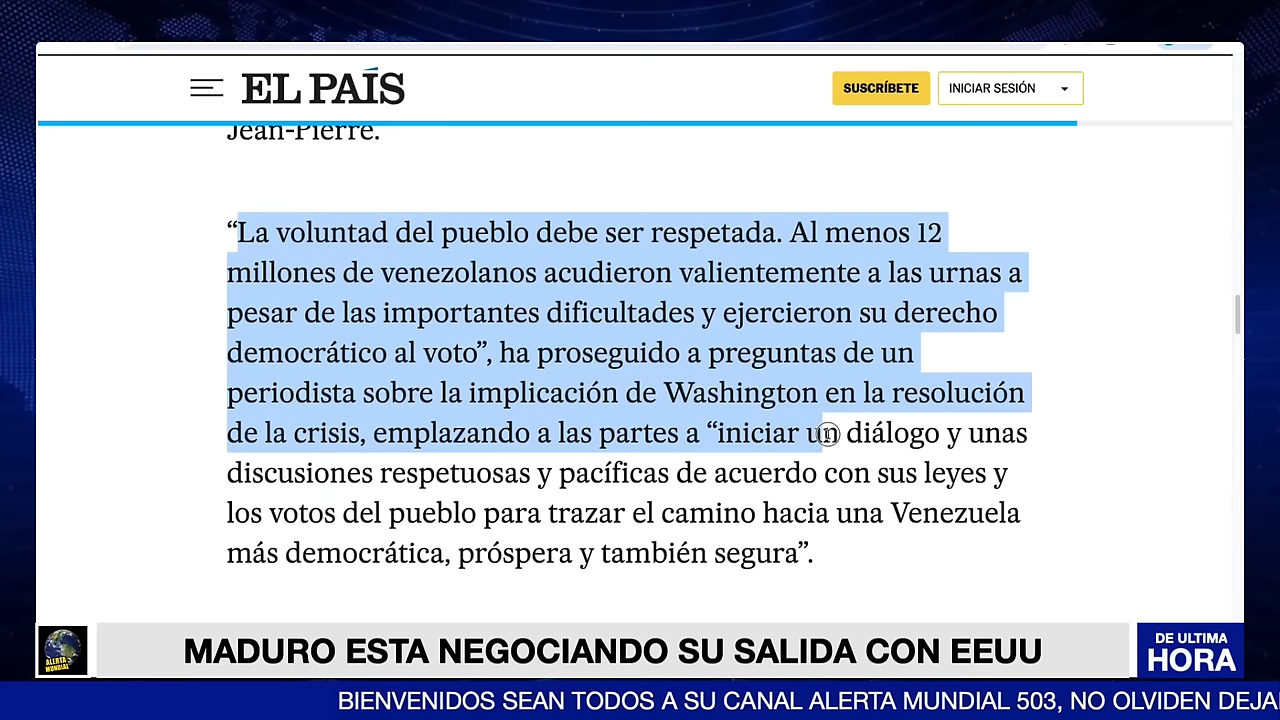 EL PAÍS
SUSCRÍBETE
INICIAR SESIÓN
Jean-Pierre.
“La voluntad del pueblo debe ser respetada. Al menos 12
millones de venezolanos acudieron valientemente a las urnas a
pesar de las importantes dificultades y ejercieron su derecho
democrático al voto”, ha proseguido a preguntas de un
periodista sobre la implicación de Washington en la resolución
de la crisis, emplazando a las partes a “iniciar un diálogo y unas
discusiones respetuosas y pacíficas de acuerdo con sus leyes y
los votos del pueblo para trazar el camino hacia una Venezuela
más democrática, próspera y también segura”.
ALERTA
MUNDIAL
MADURO ESTA NEGOCIANDO SU SALIDA CON EEUU
DE ULTIMA
HORA
BIENVENIDOS SEAN TODOS A SU CANAL ALERTA MUNDIAL 503, NO OLVIDEN DEJA